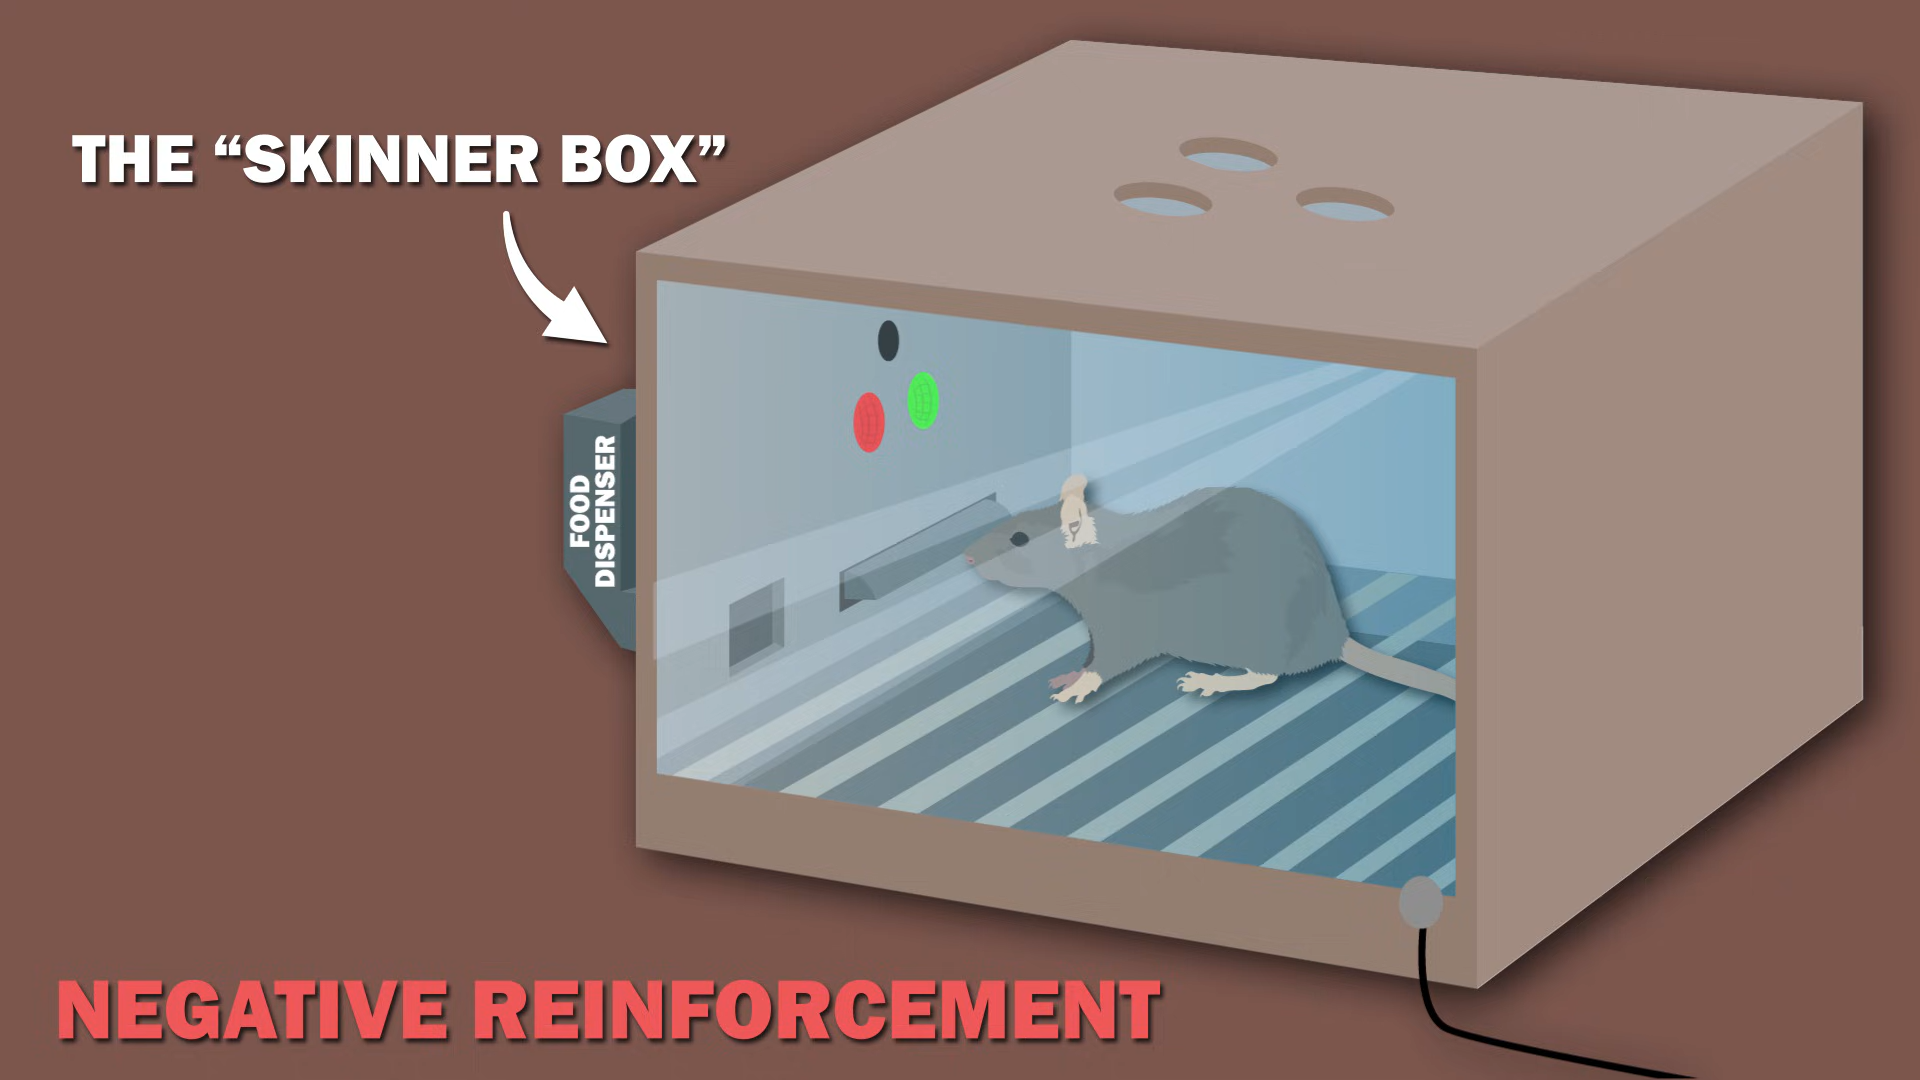 THE “SKINNER BOX”
FOOD
DISPENSER
NEGATIVE REINFORCEMENT